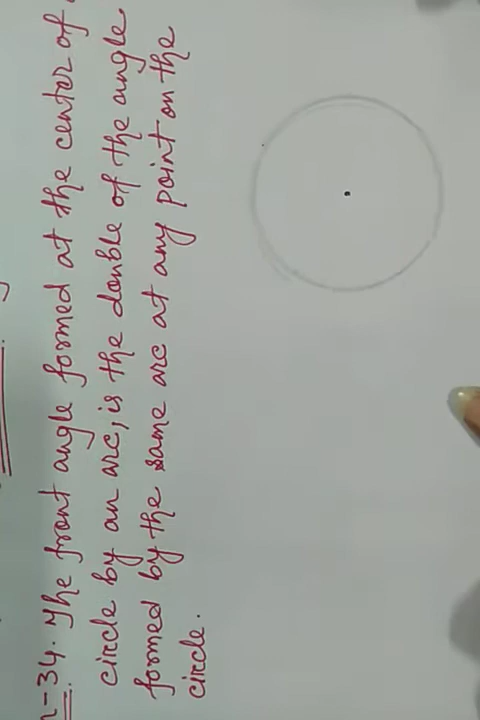 n-34. The front angle formed at the center of
circle by an arc, is the double of the angle
formed by the same arc at any point on the
circle.